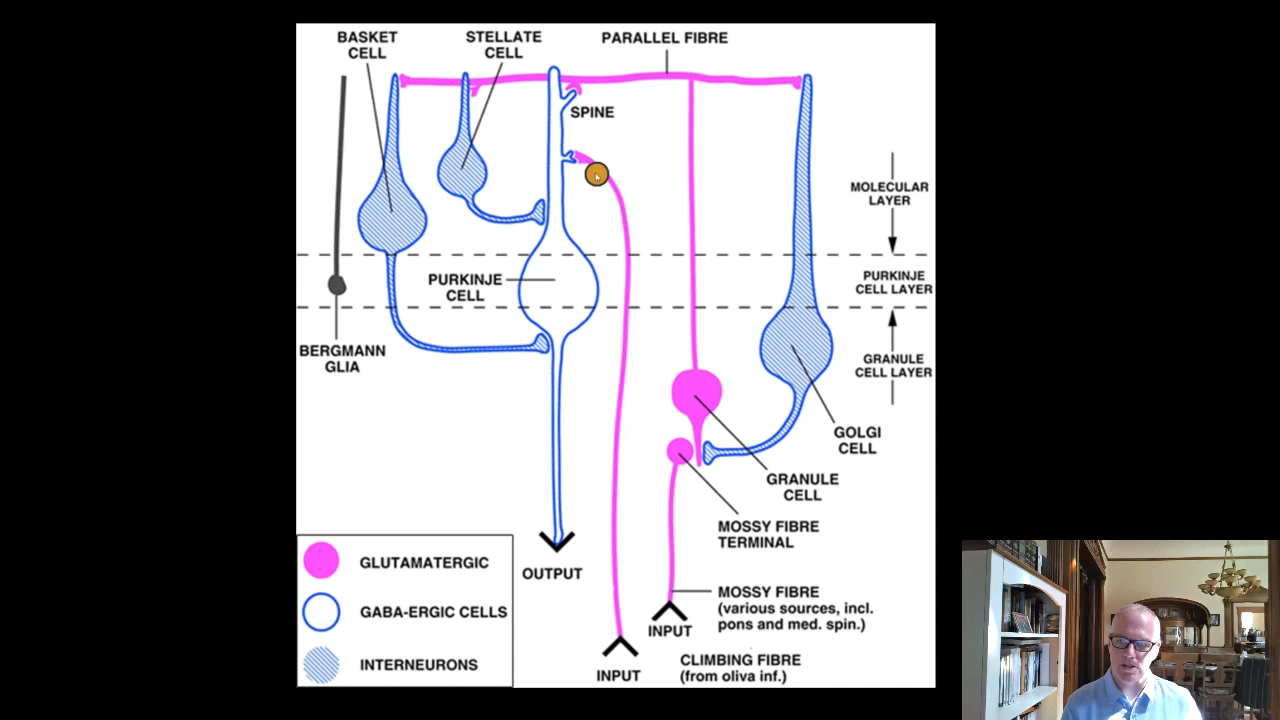 BASKET
CELL
STELLATE
CELL
PARALLEL FIBRE
SPINE
MOLECULAR
LAYER
PURKINJE
CELL
PURKINJE
CELL LAYER
BERGMANN
GLIA
GRANULE
CELL LAYER
GOLGI
CELL
GRANULE
CELL
MOSSY FIBRE
TERMINAL
OUTPUT
MOSSY FIBRE
(various sources, incl.
pons and med. spin.)
INPUT
CLIMBING FIBRE
(from oliva inf.)
INPUT
GLUTAMATERGIC
GABA-ERGIC CELLS
INTERNEURONS